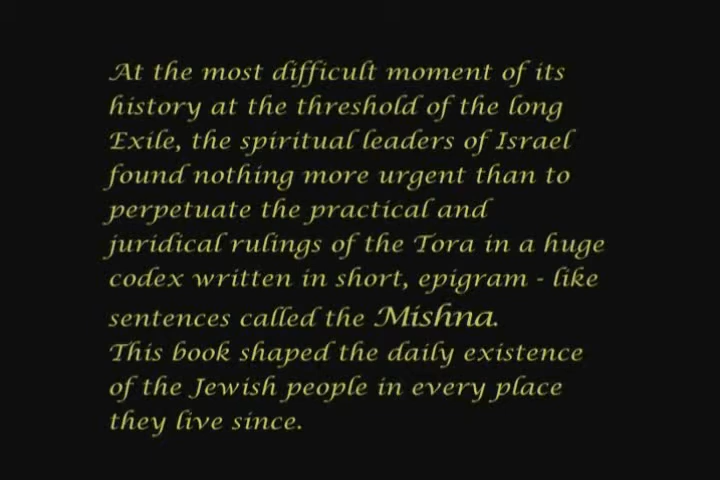 At the most difficult moment of its
history at the threshold of the long
Exile, the spiritual leaders of Israel
found nothing more urgent than to
perpetuate the practical and
juridical rulings of the Tora in a huge
codex written in short, epigram - like
sentences called the Mishna.
This book shaped the daily existence
of the Jewish people in every place
they live since.